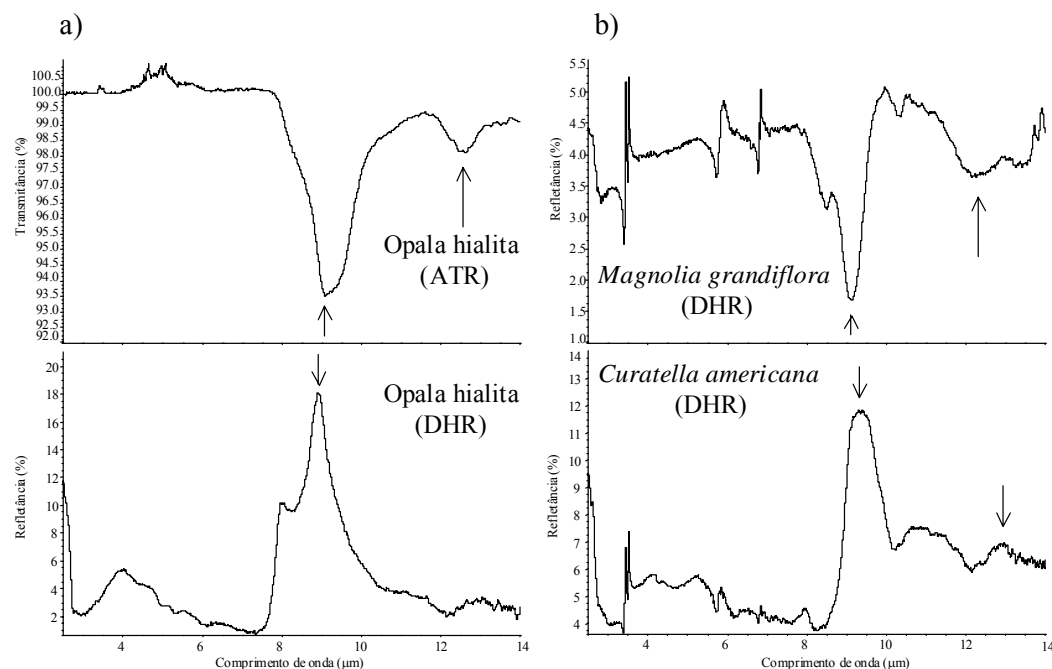 a)
100.5
100.0
99.5
99.0
98.5
98.0
97.5
97.0
96.5
96.0
95.5
95.0
94.5
94.0
93.5
93.0
92.5
92.0
Transmitância (%)
Opala hialita
(ATR)
20
18
16
14
12
10
8
6
4
2
Refletância (%)
Opala hialita
(DHR)
4 6 8 10 12 14
Comprimento de onda (µm)
b)
5.5
5.0
4.5
4.0
3.5
3.0
2.5
2.0
1.5
1.0
Refletância (%)
Magnolia grandiflora
(DHR)
14
13
12
11
10
9
8
7
6
5
4
Refletância (%)
Curatella americana
(DHR)
4 6 8 10 12 14
Comprimento de onda (µm)